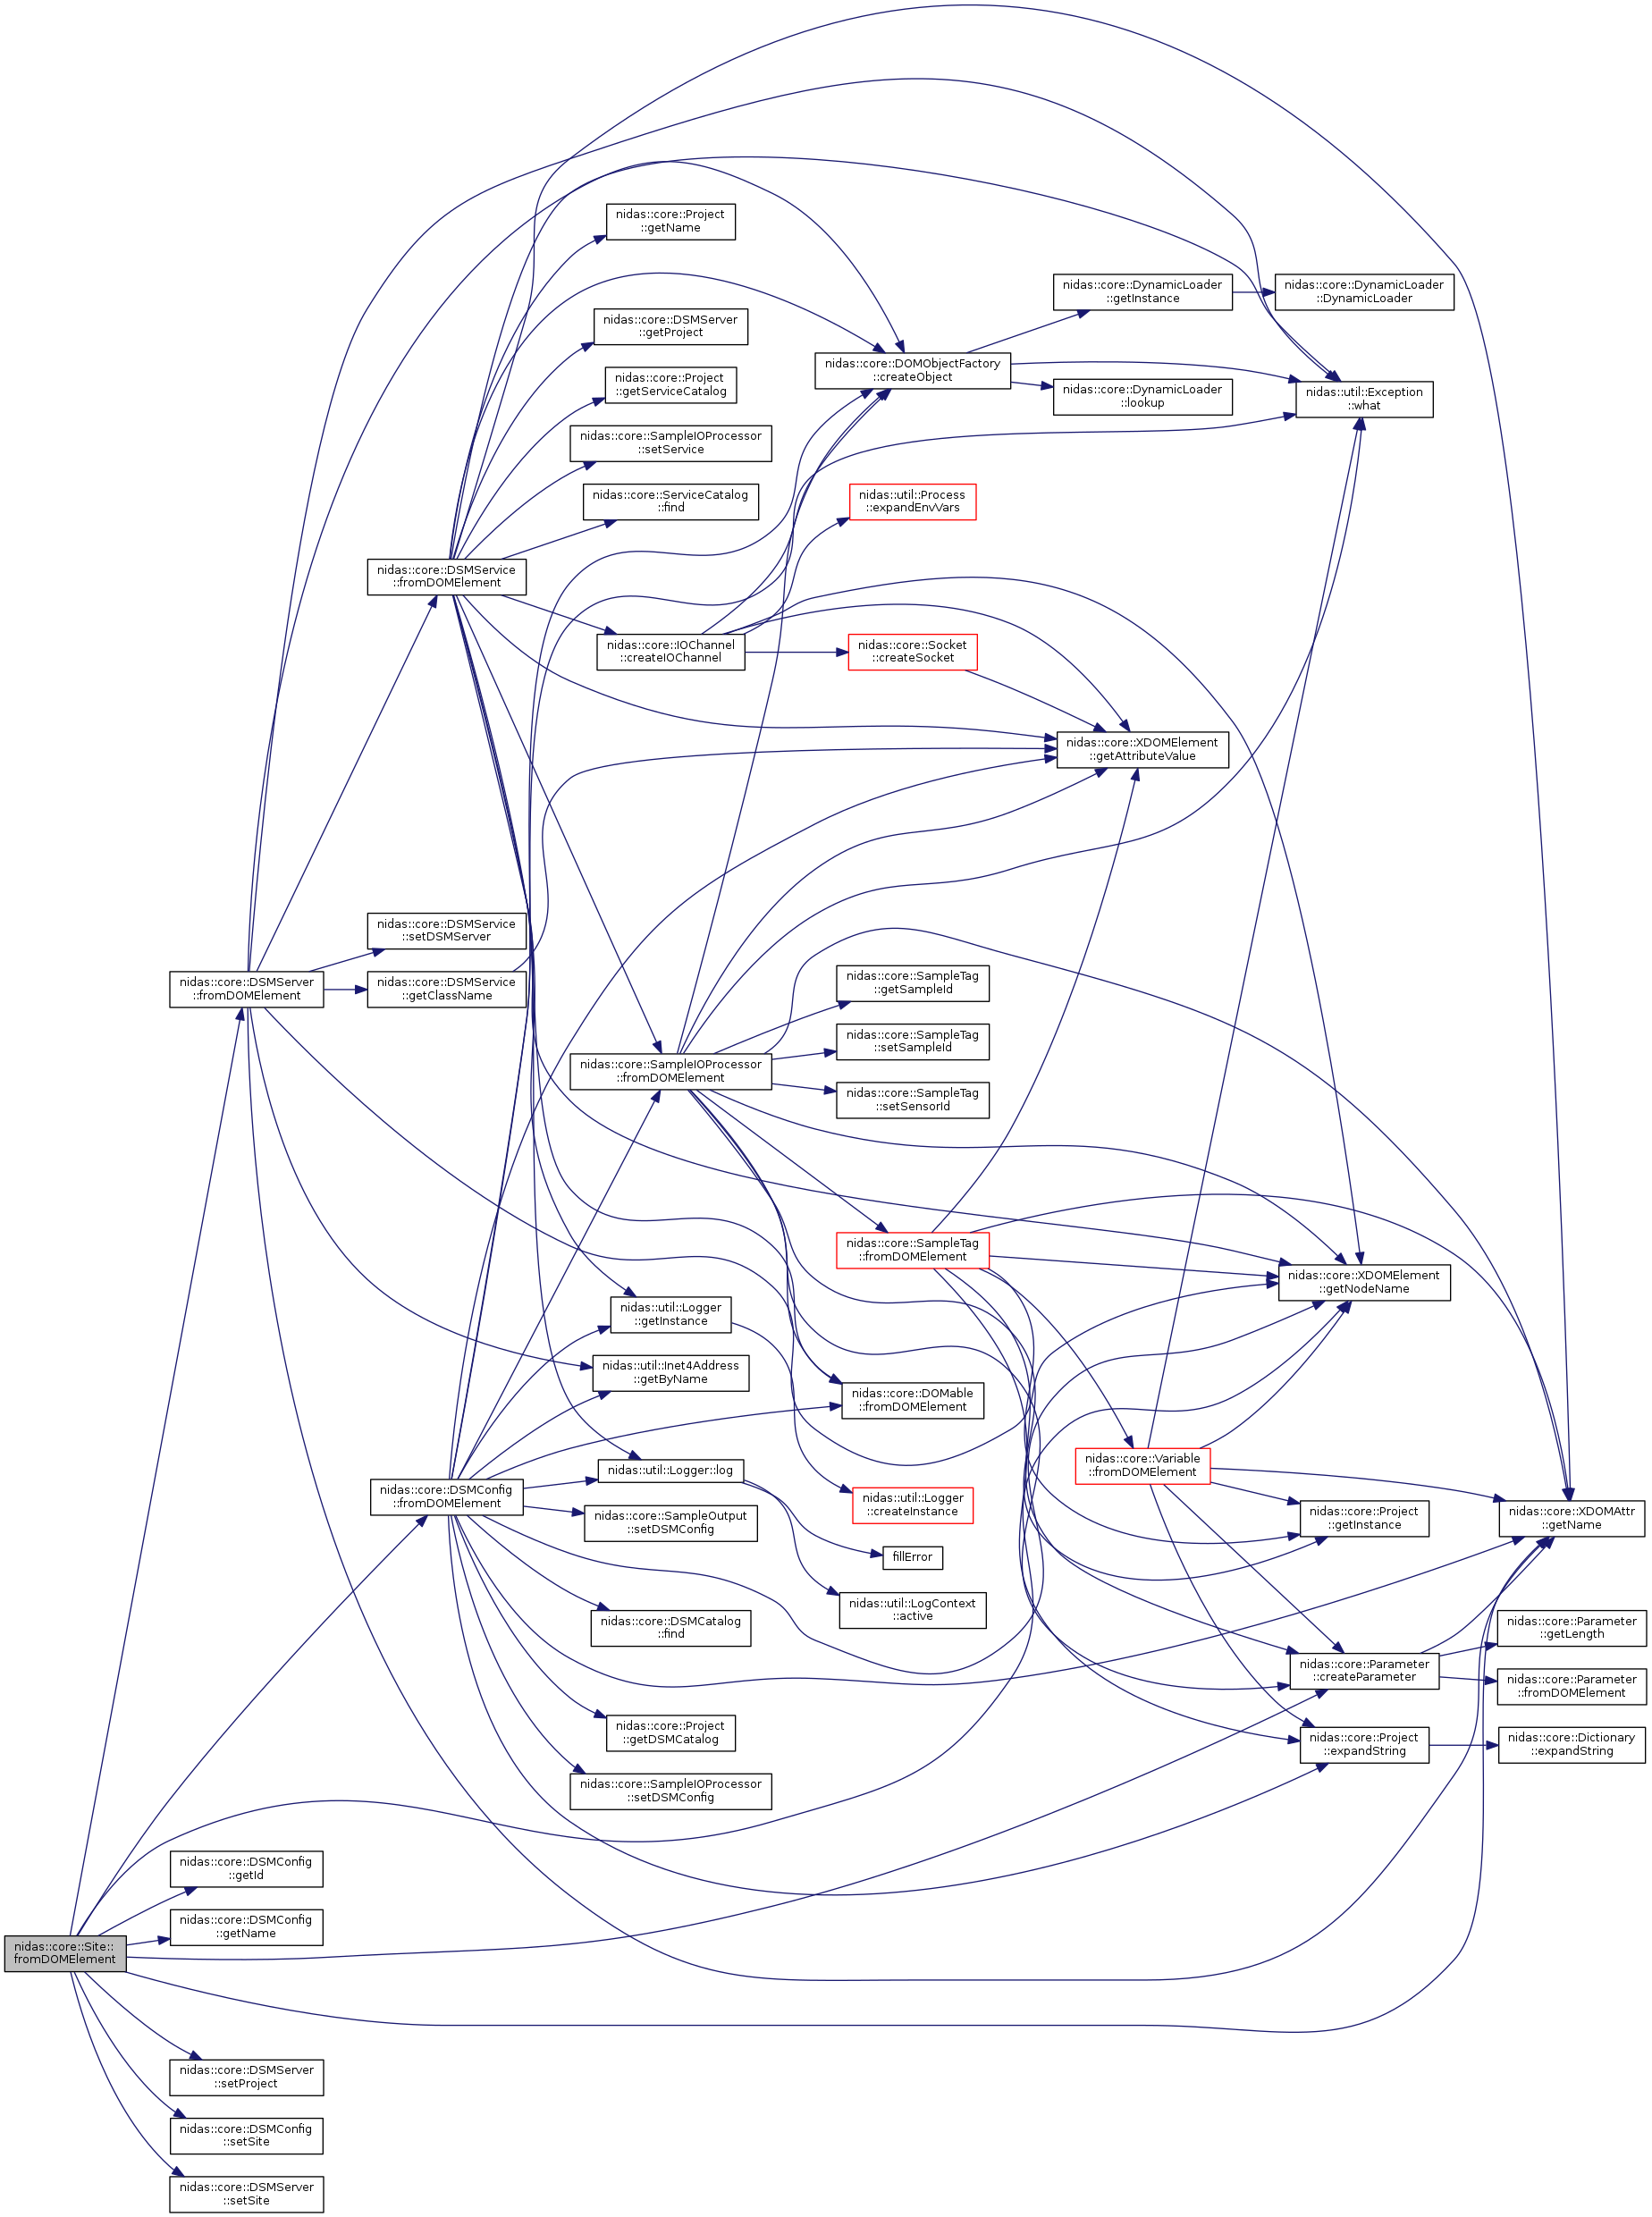 nidas::core::Project
::getName
nidas::core::DynamicLoader
::getInstance
nidas::core::DynamicLoader
::DynamicLoader
nidas::core::DSMServer
::getProject
nidas::core::DOMObjectFactory
::createObject
nidas::core::Project
::getServiceCatalog
nidas::core::DynamicLoader
::lookup
nidas::util::Exception
::what
nidas::core::SampleIOProcessor
::setService
nidas::core::ServiceCatalog
::find
nidas::util::Process
::expandEnvVars
nidas::core::DSMService
::fromDOMElement
nidas::core::IOChannel
::createIOChannel
nidas::core::Socket
::createSocket
nidas::core::XDOMElement
::getAttributeValue
nidas::core::DSMService
::setDSMServer
nidas::core::DSMServer
::fromDOMElement
nidas::core::DSMService
::getClassName
nidas::core::SampleTag
::getSampleId
nidas::core::SampleTag
::setSampleId
nidas::core::SampleIOProcessor
::fromDOMElement
nidas::core::SampleTag
::setSensorId
nidas::core::SampleTag
::fromDOMElement
nidas::core::XDOMElement
::getNodeName
nidas::util::Logger
::getInstance
nidas::util::Inet4Address
::getByName
nidas::core::DOMable
::fromDOMElement
nidas::core::Variable
::fromDOMElement
nidas::util::Logger::log
nidas::core::DSMConfig
::fromDOMElement
nidas::util::Logger
::createInstance
nidas::core::Project
::getInstance
nidas::core::XDOMAttr
::getName
nidas::core::SampleOutput
::setDSMConfig
fillError
nidas::util::LogContext
::active
nidas::core::DSMCatalog
::find
nidas::core::Parameter
::getLength
nidas::core::Parameter
::createParameter
nidas::core::Parameter
::fromDOMElement
nidas::core::Project
::getDSMCatalog
nidas::core::Project
::expandString
nidas::core::Dictionary
::expandString
nidas::core::SampleIOProcessor
::setDSMConfig
nidas::core::DSMConfig
::getId
nidas::core::DSMConfig
::getName
nidas::core::Site::
fromDOMElement
nidas::core::DSMServer
::setProject
nidas::core::DSMConfig
::setSite
nidas::core::DSMServer
::setSite